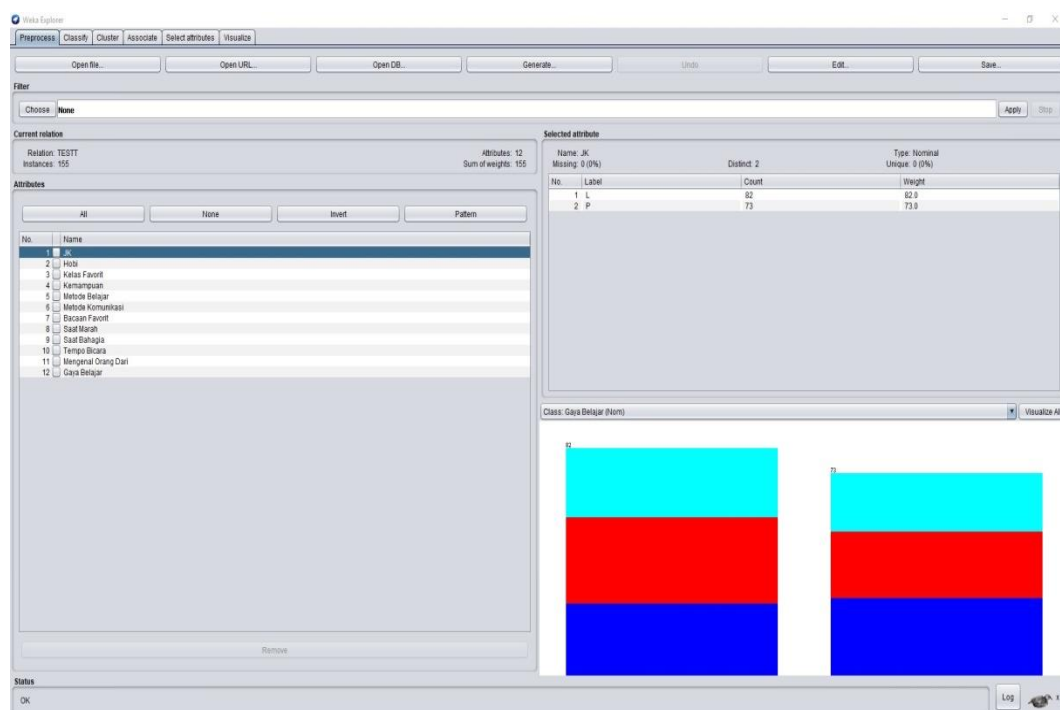 Weka Explorer
Preprocess Classify Cluster Associate Select attributes Visualize
Open file... Open URL... Open DB... Generate... Undo Edit... Save...
Filter
Choose None Apply Stop
Current relation
Relation: TESTT Attributes: 12
Instances: 155 Sum of weights: 155
Attributes
All None Invert Pattern
No. Name
1 JK
2 Hobi
3 Kelas Favorit
4 Kemampuan
5 Metode Belajar
6 Metode Komunikasi
7 Bacaan Favorit
8 Saat Marah
9 Saat Bahagia
10 Tempo Bicara
11 Mengenal Orang Dari
12 Gaya Belajar
Remove
Selected attribute
Name: JK Type: Nominal
Missing: 0 (0%) Distinct: 2 Unique: 0 (0%)
No. Label Count Weight
1 L 82 82.0
2 P 73 73.0
Class: Gaya Belajar (Nom) Visualize Al
82
73
Status
OK Log x